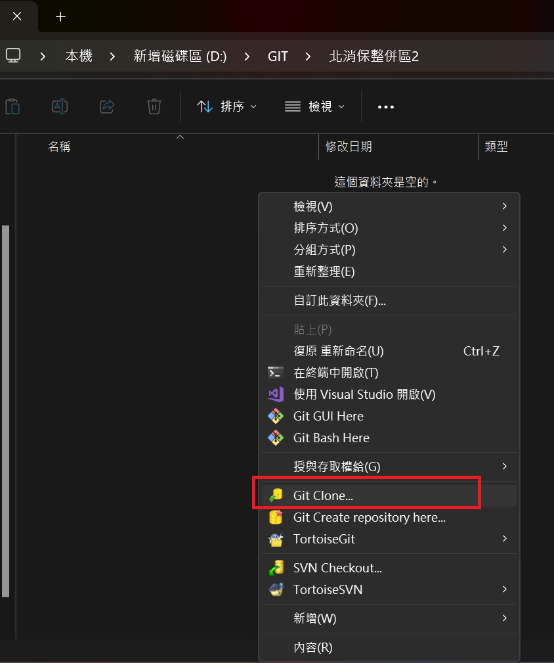 本機 > 新增磁碟區 (D:) > GIT > 北消保整併區2
排序 檢視
名稱 修改日期 類型
這個資料夾是空的。
檢視(V)
排序方式(O)
分組方式(P)
重新整理(E)
自訂此資料夾(F)...
貼上(P)
復原 重新命名(U) Ctrl+Z
在終端中開啟(T)
使用 Visual Studio 開啟(V)
Git GUI Here
Git Bash Here
授與存取權給(G)
Git Clone...
Git Create repository here...
TortoiseGit
SVN Checkout...
TortoiseSVN
新增(W)
內容(R)